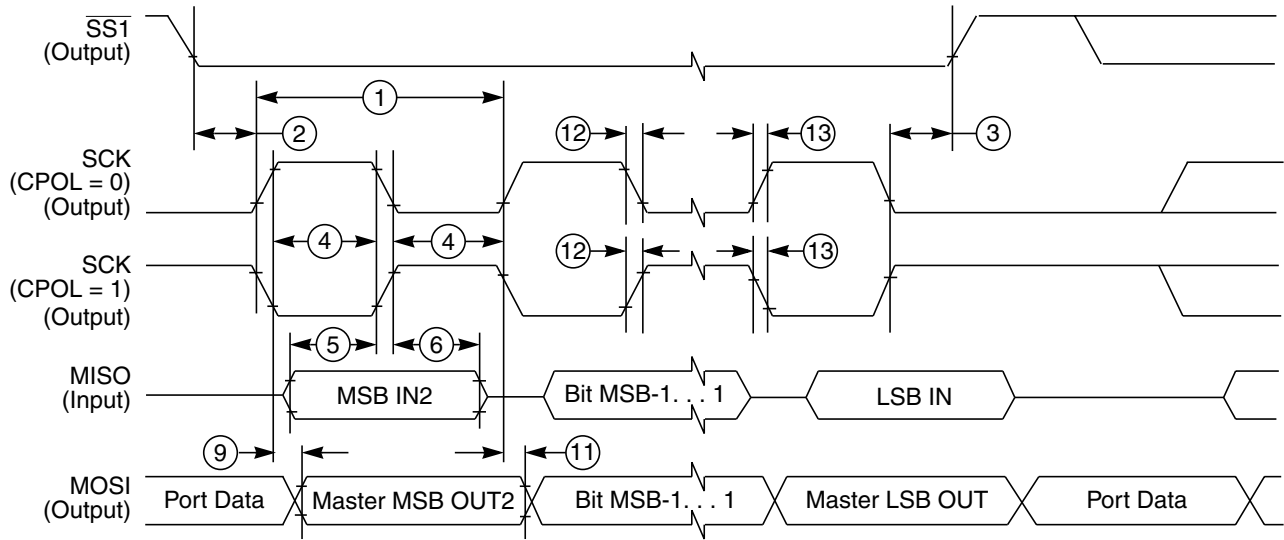 SS1
(Output)
1
2
12
13
3
SCK
(CPOL = 0)
(Output)
4
4
12
13
SCK
(CPOL = 1)
(Output)
5
6
MISO
(Input)
MSB IN2
Bit MSB-1. . . 1
LSB IN
9
11
MOSI
(Output)
Port Data
Master MSB OUT2
Bit MSB-1. . . 1
Master LSB OUT
Port Data